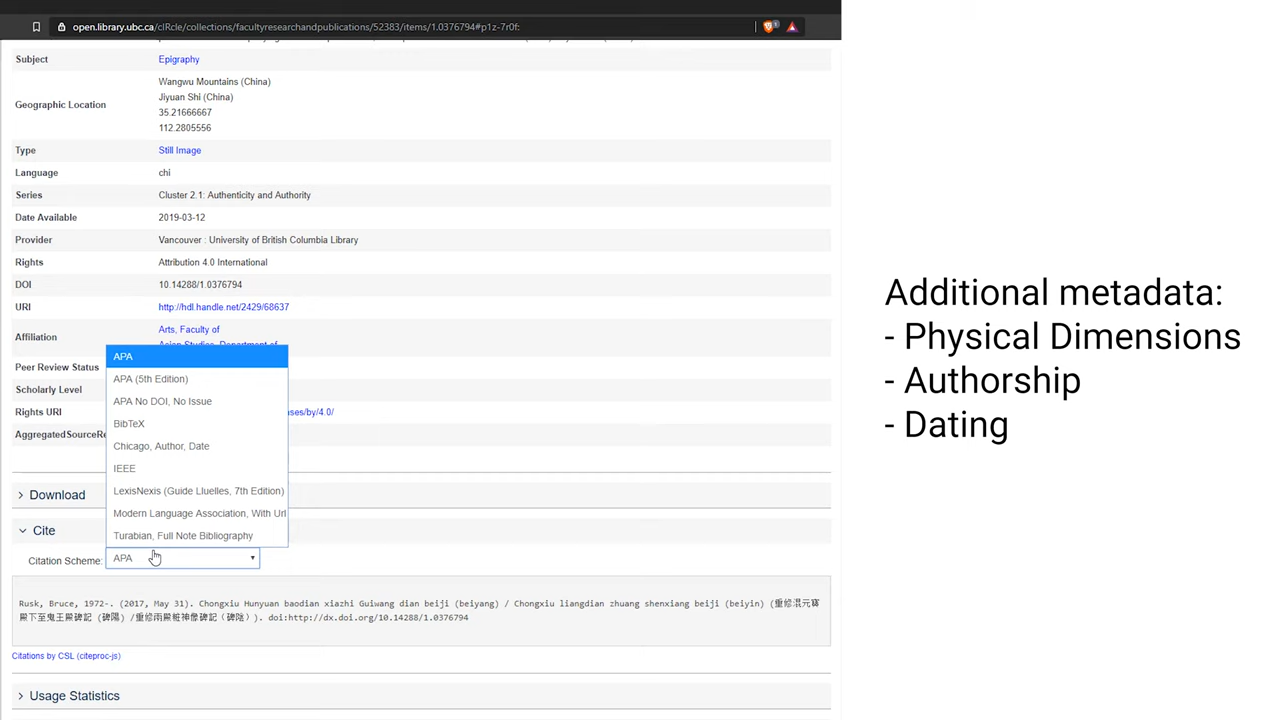 open.library.ubc.ca/cIRcle/collections/facultyresearchandpublications/52383/items/1.0376794#p1z-7r0f:
Subject
Epigraphy
Geographic Location
Wangwu Mountains (China)
Jiyuan Shi (China)
35.21666667
112.2805556
Type
Still Image
Language
chi
Series
Cluster 2.1: Authenticity and Authority
Date Available
2019-03-12
Provider
Vancouver : University of British Columbia Library
Rights
Attribution 4.0 International
DOI
10.14288/1.0376794
URI
http://hdl.handle.net/2429/68637
Affiliation
Arts, Faculty of
Asian Studies, Department of
Peer Review Status
Scholarly Level
Rights URI
ses/by/4.0/
AggregatedSourceRe
APA
APA (5th Edition)
APA No DOI, No Issue
BibTeX
Chicago, Author, Date
IEEE
LexisNexis (Guide Lluelles, 7th Edition)
Modern Language Association, With Url
Turabian, Full Note Bibliography
Download
Cite
Citation Scheme:
APA
Rusk, Bruce, 1972-. (2017, May 31). Chongxiu Hunyuan baodian xiazhi Guiwang dian beiji (beiyang) / Chongxiu liangdian zhuang shenxiang beiji (beiyin) (重修混元寶
殿下至鬼王殿碑記 (碑陽) /重修兩殿粧神像碑記（碑陰）). doi:http://dx.doi.org/10.14288/1.0376794
Citations by CSL (citeproc-js)
Usage Statistics
Additional metadata:
- Physical Dimensions
- Authorship
- Dating